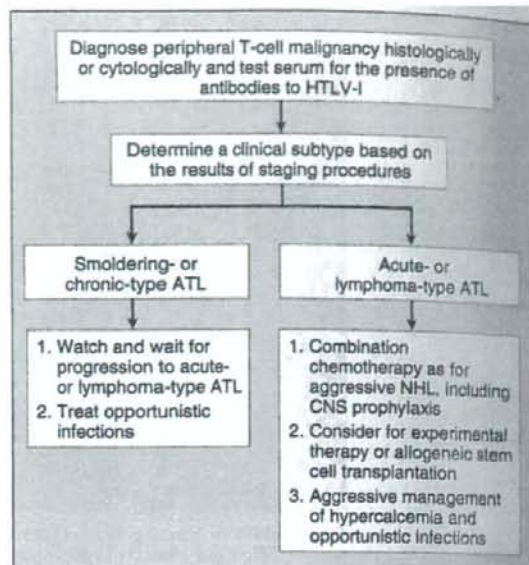 Diagnose peripheral T-cell malignancy histologically
or cytologically and test serum for the presence of
antibodies to HTLV-I
Determine a clinical subtype based on
the results of staging procedures
Smoldering- or
chronic-type ATL
1. Watch and wait for
progression to acute-
or lymphoma-type ATL
2. Treat opportunistic
infections
Acute- or
lymphoma-type ATL
1. Combination
chemotherapy as for
aggressive NHL, including
CNS prophylaxis
2. Consider for experimental
therapy or allogeneic stem
cell transplantation
3. Aggressive management
of hypercalcemia and
opportunistic infections